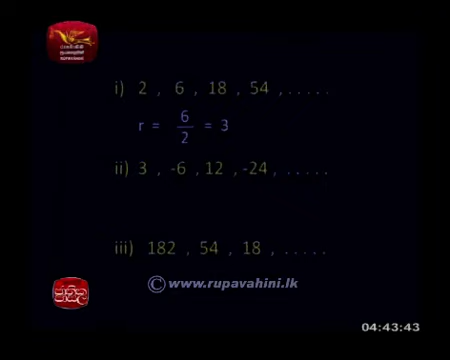 i) 2 , 6 , 18 , 54 , . . . . .
r = 6/2 = 3
ii) 3 , -6 , 12 , -24 , . . . . .
iii) 182 , 54 , 18 , . . . . .
© www.rupavahini.lk
04:43:43